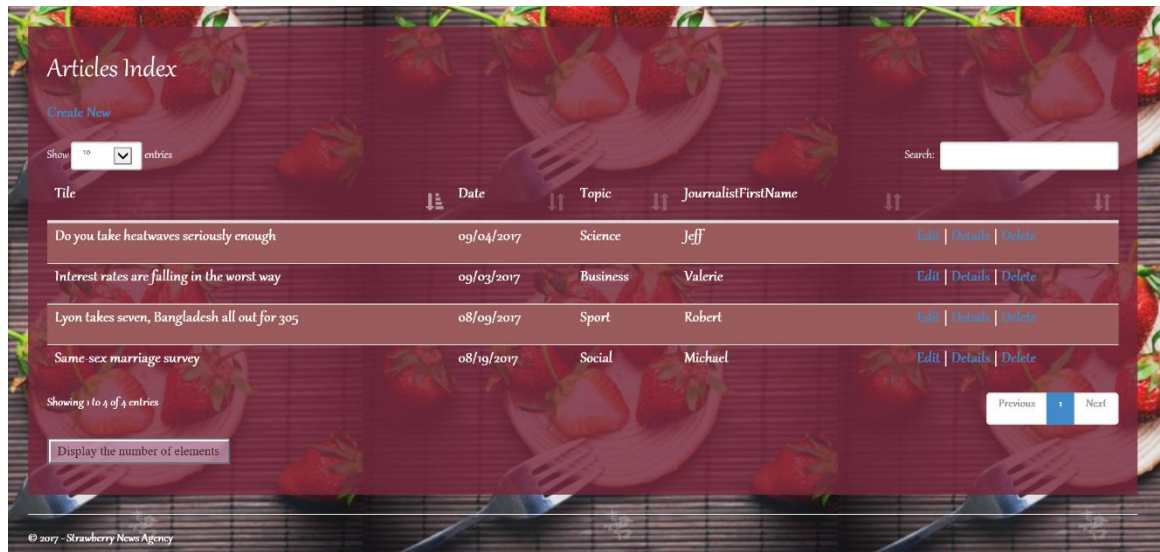 Articles Index
Create New
Show 10 entries Search:
Tile Date Topic JournalistFirstName
Do you take heatwaves seriously enough 09/04/2017 Science Jeff Edit | Details | Delete
Interest rates are falling in the worst way 09/03/2017 Business Valerie Edit | Details | Delete
Lyon takes seven, Bangladesh all out for 305 08/09/2017 Sport Robert Edit | Details | Delete
Same-sex marriage survey 08/19/2017 Social Michael Edit | Details | Delete
Showing 1 to 4 of 4 entries Previous 1 Next
Display the number of elements
© 2017 - Strawberry News Agency